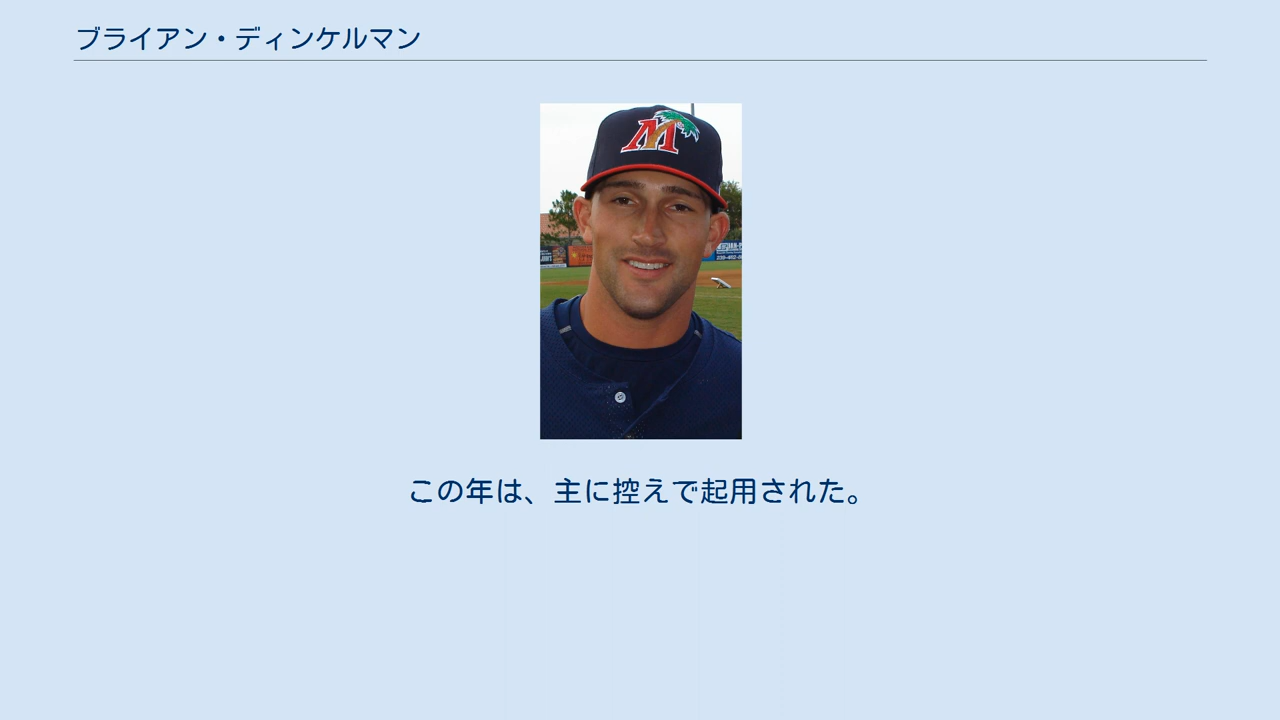 ブライアン・ディンケルマン
M
この年は、主に控えで起用された。